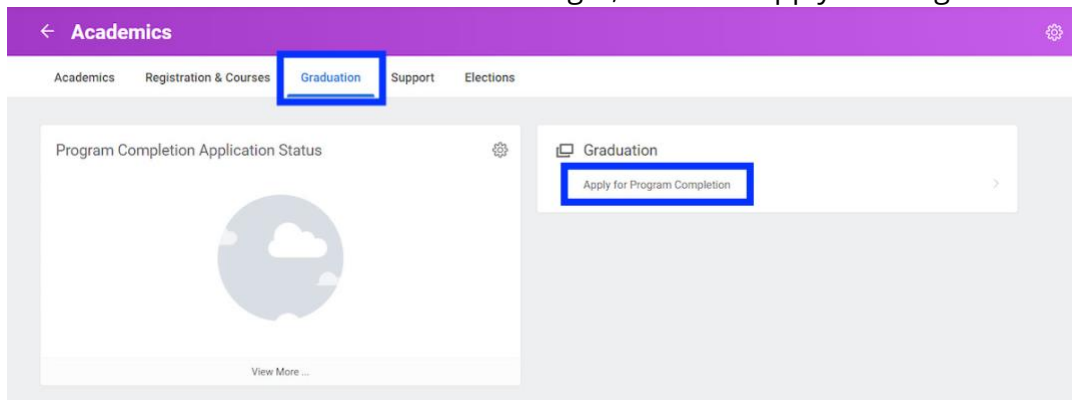 Academics
Academics Registration & Courses Graduation Support Elections
Program Completion Application Status
Graduation
Apply for Program Completion
View More ...